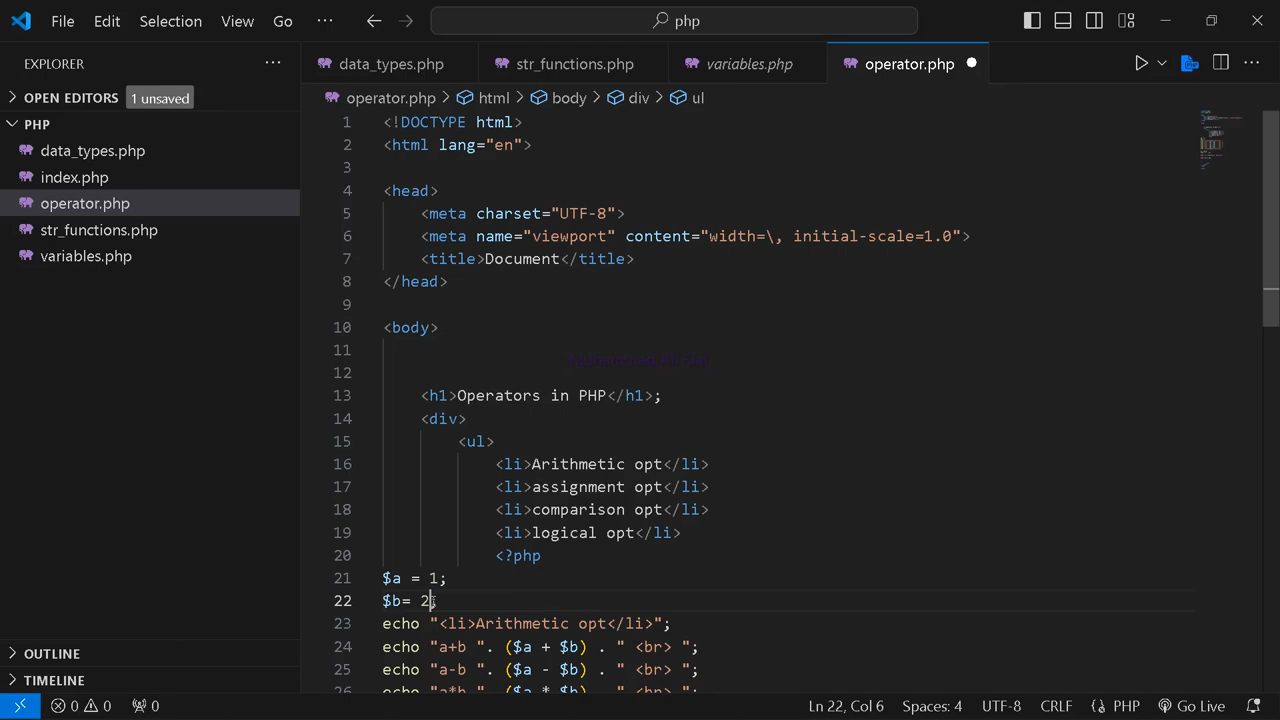 File Edit Selection View Go ··· php
EXPLORER ···
OPEN EDITORS 1 unsaved
PHP
data_types.php
index.php
operator.php
str_functions.php
variables.php
OUTLINE
TIMELINE
data_types.php str_functions.php variables.php operator.php
operator.php > html > body > div > ul
1 <!DOCTYPE html>
2 <html lang="en">
3
4 <head>
5 <meta charset="UTF-8">
6 <meta name="viewport" content="width=\, initial-scale=1.0">
7 <title>Document</title>
8 </head>
9
10 <body>
11
12
13 <h1>Operators in PHP</h1>;
14 <div>
15 <ul>
16 <li>Arithmetic opt</li>
17 <li>assignment opt</li>
18 <li>comparison opt</li>
19 <li>logical opt</li>
20 <?php
21 $a = 1;
22 $b= 2;
23 echo "<li>Arithmetic opt</li>";
24 echo "a+b ". ($a + $b) . " <br> ";
25 echo "a-b ". ($a - $b) . " <br> ";
26 echo "a*b ". ($a * $b) . " <br> ";
0 0 0 Ln 22, Col 6 Spaces: 4 UTF-8 CRLF PHP Go Live